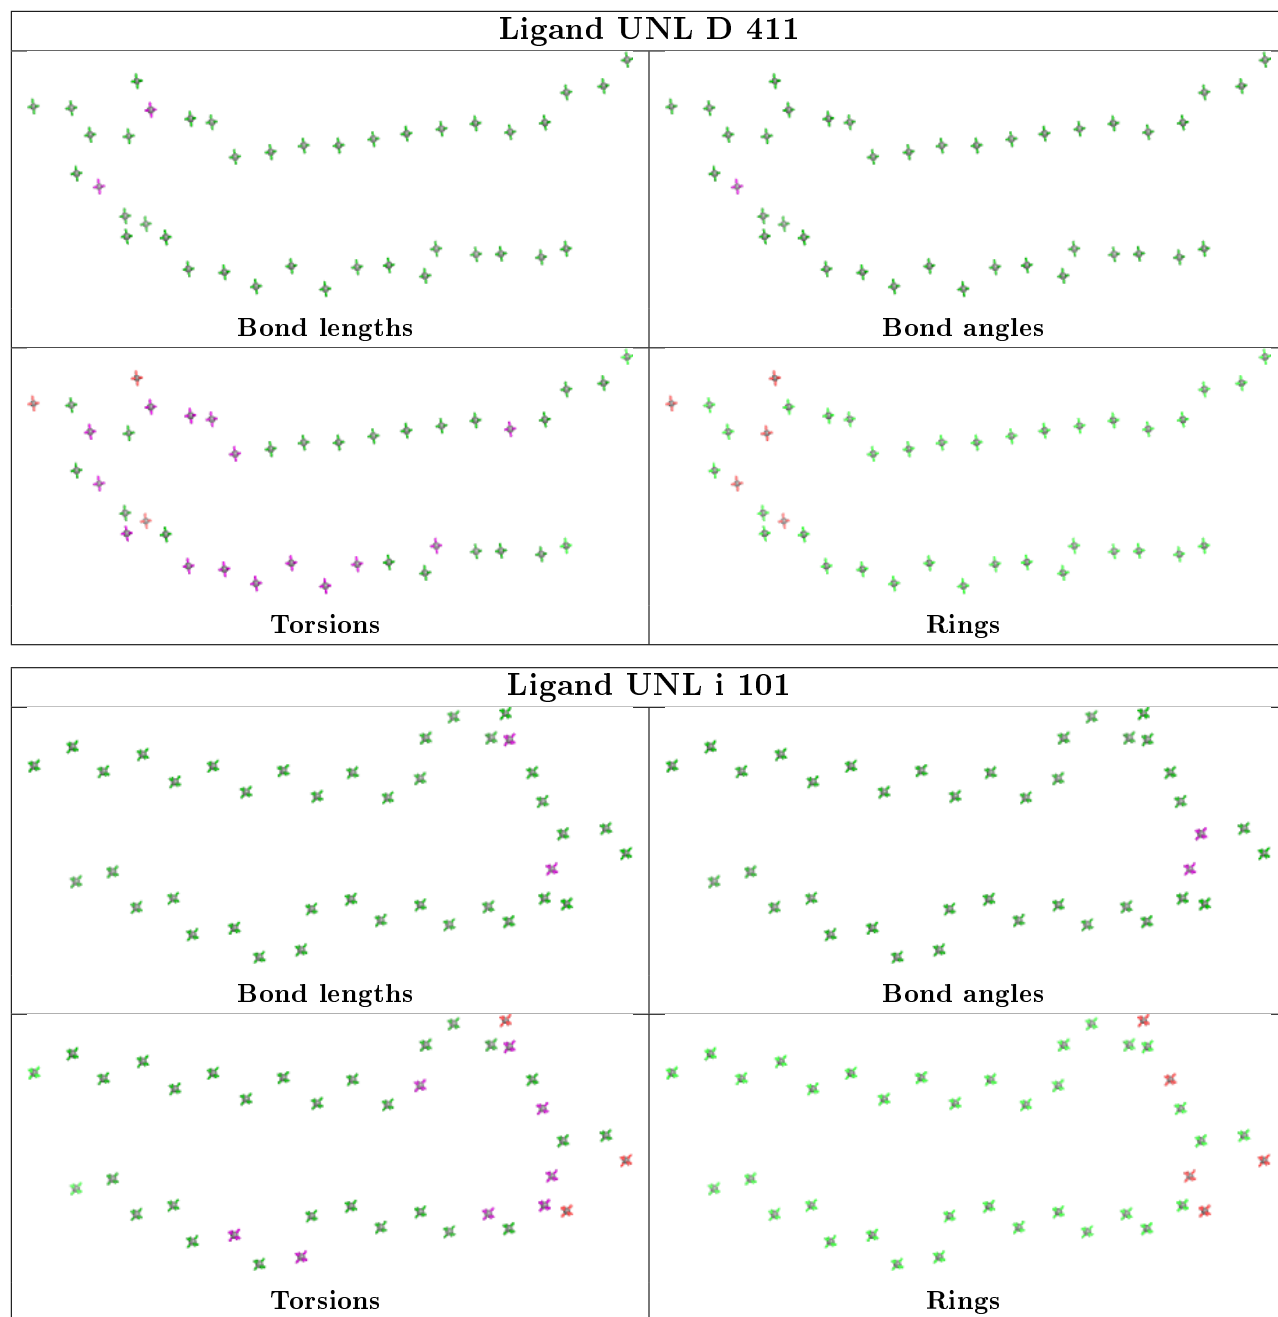 Ligand UNL D 411
Bond lengths
Bond angles
Torsions
Rings
Ligand UNL i 101
Bond lengths
Bond angles
Torsions
Rings